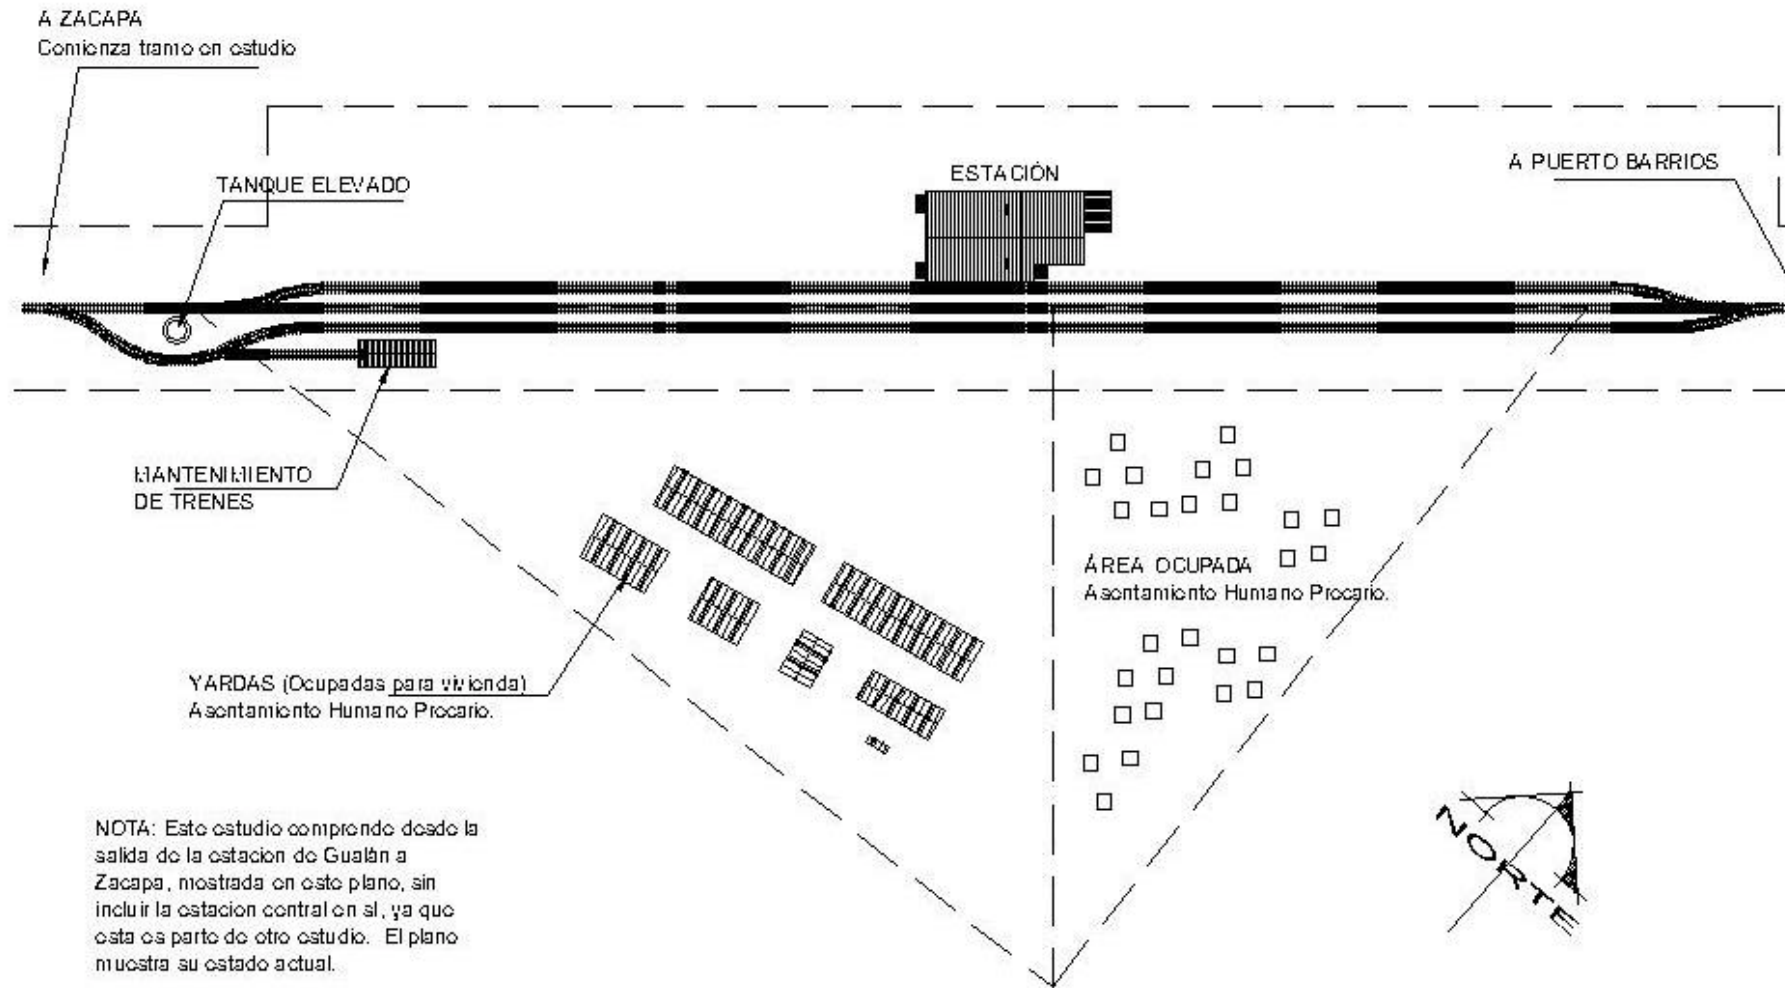 A ZACAPA
Comienza tramo en estudio
TANQUE ELEVADO
ESTACIÓN
A PUERTO BARRIOS
MANTENIMIENTO
DE TRENES
ÁREA OCUPADA
Asentamiento Humano Precario.
YARDAS (Ocupadas para vivienda)
Asentamiento Humano Precario.
NOTA: Este estudio comprende desde la
salida de la estacion de Gualán a
Zacapa, mostrada en este plano, sin
incluir la estacion central en si, ya que
esta es parte de otro estudio. El plano
muestra su estado actual.
NORTE